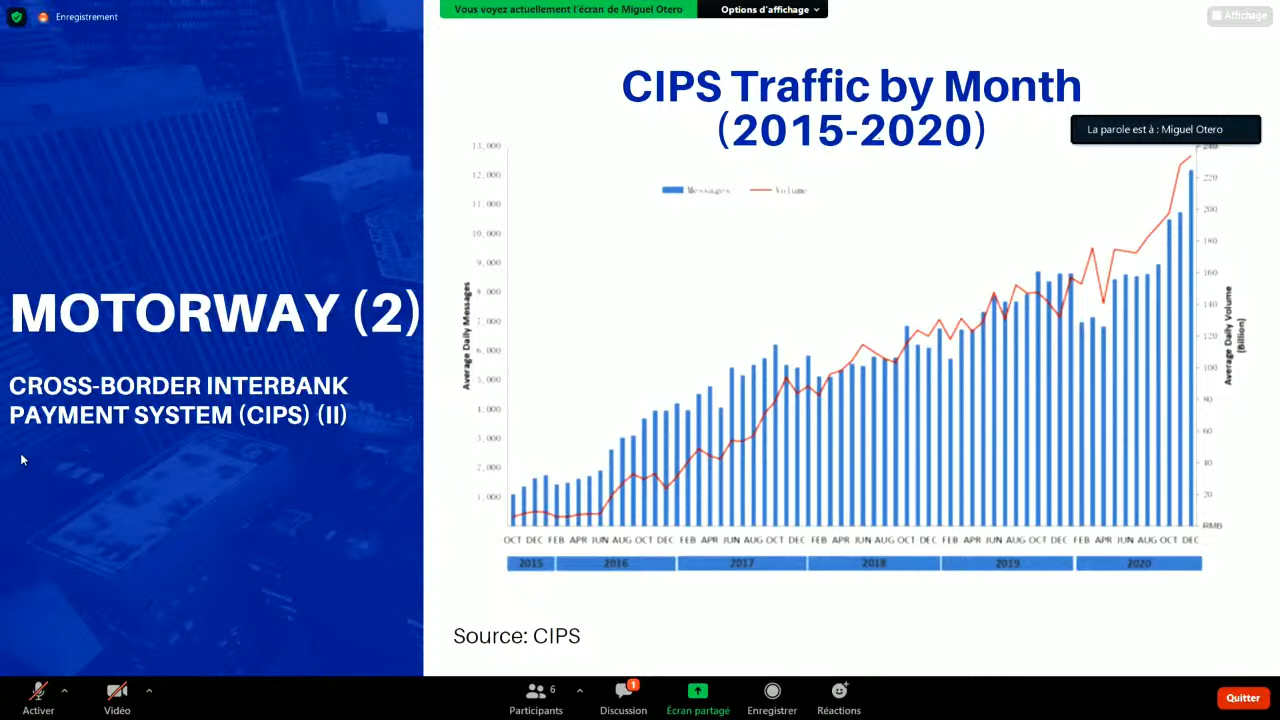 Enregistrement
Vous voyez actuellement l'écran de Miguel Otero
Options d'affichage
Affichage
CIPS Traffic by Month
(2015-2020)
La parole est à : Miguel Otero
MOTORWAY (2)
CROSS-BORDER INTERBANK
PAYMENT SYSTEM (CIPS) (II)
Messages
Volume
Average Daily Messages
13,000
12,000
11,000
10,000
9,000
8,000
7,000
6,000
5,000
4,000
3,000
2,000
1,000
Average Daily Volume
(Billion)
240
220
200
180
160
140
120
100
80
60
40
20
RMB
OCT DEC FEB APR JUN AUG OCT DEC FEB APR JUN AUG OCT DEC FEB APR JUN AUG OCT DEC FEB APR JUN AUG OCT DEC FEB APR JUN AUG OCT DEC
2015 2016 2017 2018 2019 2020
Source: CIPS
Activer
Vidéo
6
Participants
1
Discussion
Écran partagé
Enregistrer
Réactions
Quitter